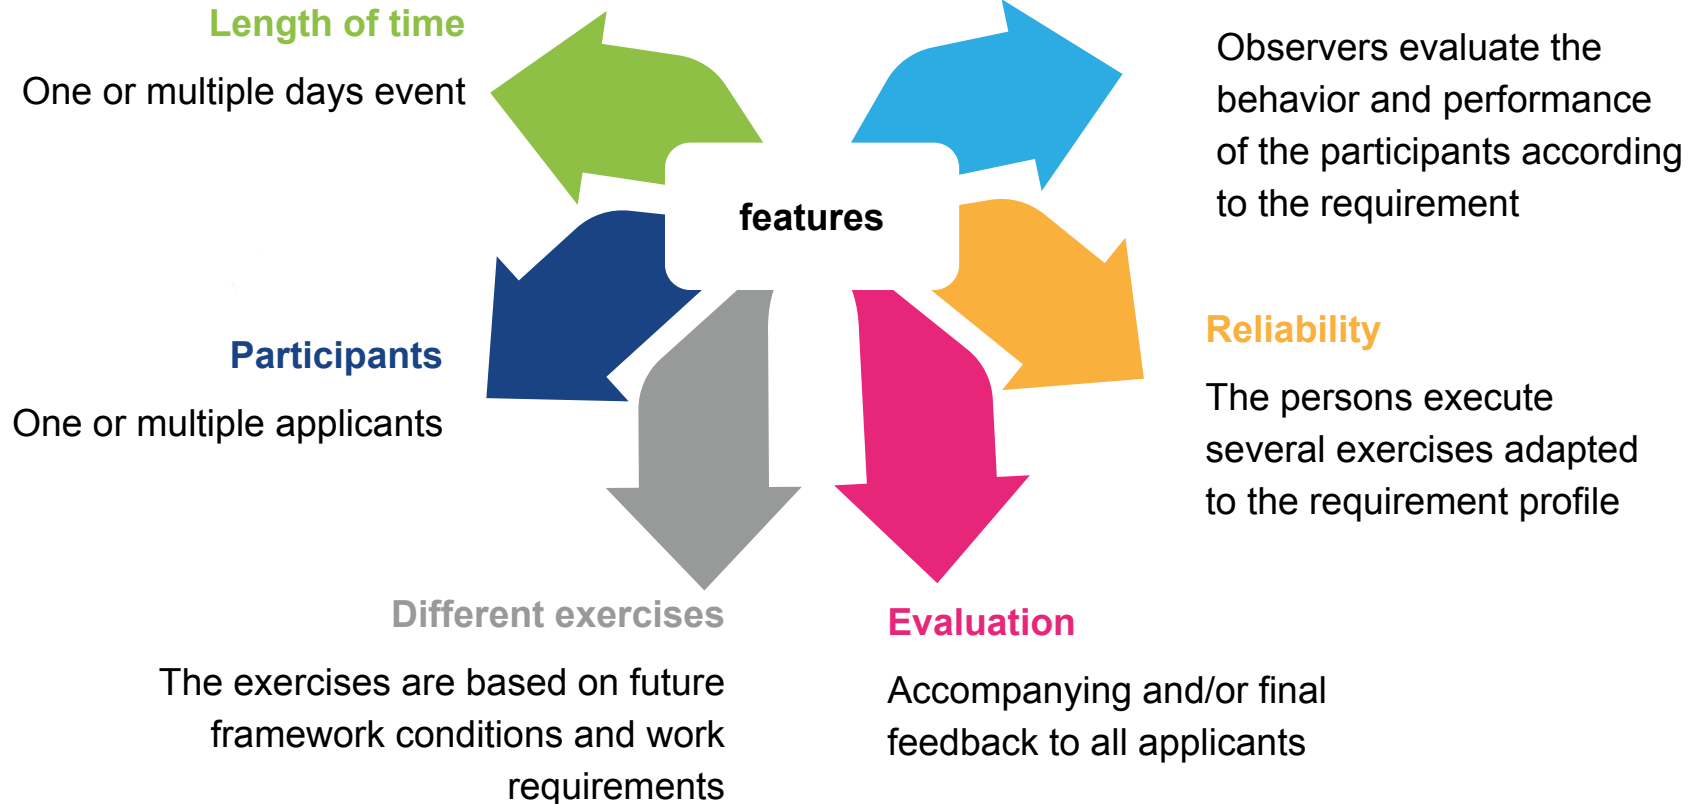 Length of time
One or multiple days event
Observers evaluate the
behavior and performance
of the participants according
to the requirement
features
Participants
One or multiple applicants
Reliability
The persons execute
several exercises adapted
to the requirement profile
Different exercises
The exercises are based on future
framework conditions and work
requirements
Evaluation
Accompanying and/or final
feedback to all applicants